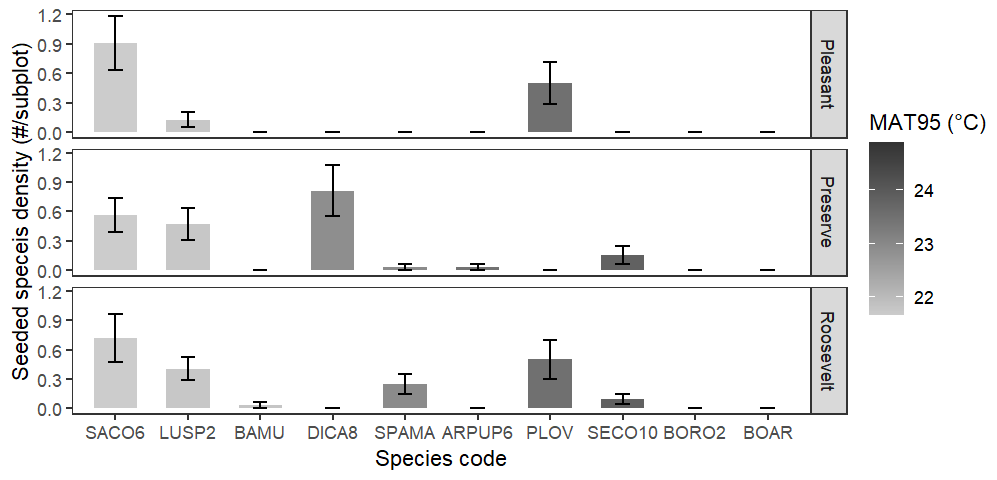 Seeded speceis density (#/subplot)
1.2
0.9
0.6
0.3
0.0
Pleasant
1.2
0.9
0.6
0.3
0.0
Preserve
1.2
0.9
0.6
0.3
0.0
Roosevelt
SACO6 LUSP2 BAMU DICA8 SPAMA ARPUP6 PLOV SECO10 BORO2 BOAR
Species code
MAT95 (°C)
24
23
22